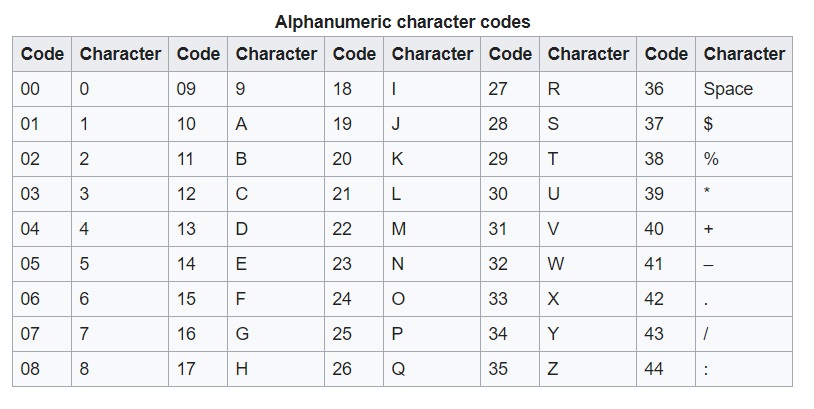 Alphanumeric character codes
Code Character Code Character Code Character Code Character Code Character
00 0 09 9 18 I 27 R 36 Space
01 1 10 A 19 J 28 S 37 $
02 2 11 B 20 K 29 T 38 %
03 3 12 C 21 L 30 U 39 *
04 4 13 D 22 M 31 V 40 +
05 5 14 E 23 N 32 W 41 –
06 6 15 F 24 O 33 X 42 .
07 7 16 G 25 P 34 Y 43 /
08 8 17 H 26 Q 35 Z 44 :